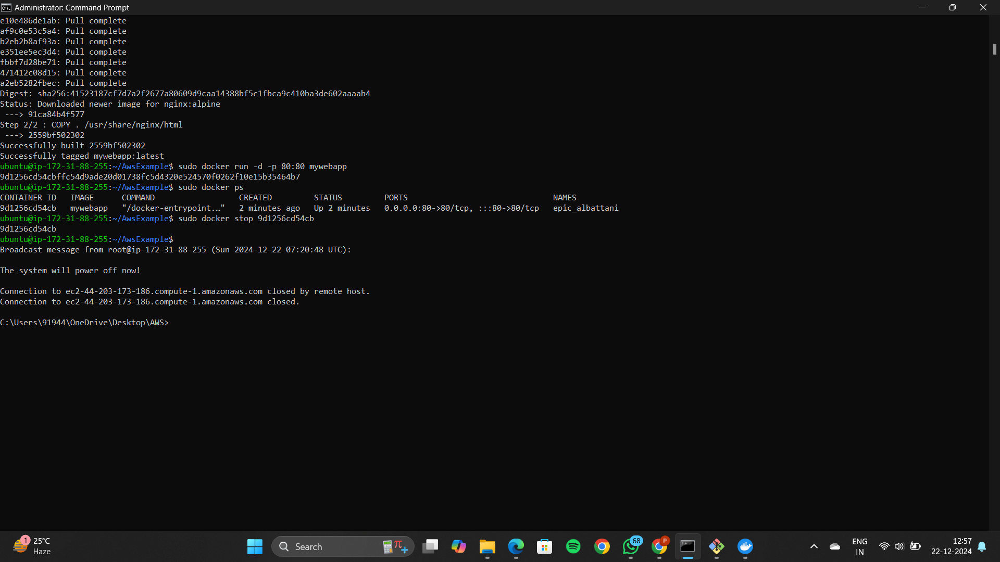 Administrator: Command Prompt
e10e486de1ab: Pull complete
af9c0e53c5a4: Pull complete
b2eb2b8af93a: Pull complete
e351ee5ec3d4: Pull complete
fbbf7d28be71: Pull complete
471412c08d15: Pull complete
a2eb5282fbec: Pull complete
Digest: sha256:41523187cf7d7a2f2677a80609d9caa14388bf5c1fbca9c410ba3de602aaaab4
Status: Downloaded newer image for nginx:alpine
 ---> 91ca84b4f577
Step 2/2 : COPY . /usr/share/nginx/html
 ---> 2559bf502302
Successfully built 2559bf502302
Successfully tagged mywebapp:latest
ubuntu@ip-172-31-88-255:~/AwsExample$ sudo docker run -d -p 80:80 mywebapp
9d1256cd54cbffc54d9ade20d01738fc5d4320e524570f0262f10e15b35464b7
ubuntu@ip-172-31-88-255:~/AwsExample$ sudo docker ps
CONTAINER ID   IMAGE      COMMAND                  CREATED         STATUS         PORTS                               NAMES
9d1256cd54cb   mywebapp   "/docker-entrypoint.…"   2 minutes ago   Up 2 minutes   0.0.0.0:80->80/tcp, :::80->80/tcp   epic_albattani
ubuntu@ip-172-31-88-255:~/AwsExample$ sudo docker stop 9d1256cd54cb
9d1256cd54cb
ubuntu@ip-172-31-88-255:~/AwsExample$
Broadcast message from root@ip-172-31-88-255 (Sun 2024-12-22 07:20:48 UTC):
The system will power off now!
Connection to ec2-44-203-173-186.compute-1.amazonaws.com closed by remote host.
Connection to ec2-44-203-173-186.compute-1.amazonaws.com closed.
C:\Users\91944\OneDrive\Desktop\AWS>
1
25°C
Haze
Search
68
P
ENG
IN
12:57
22-12-2024